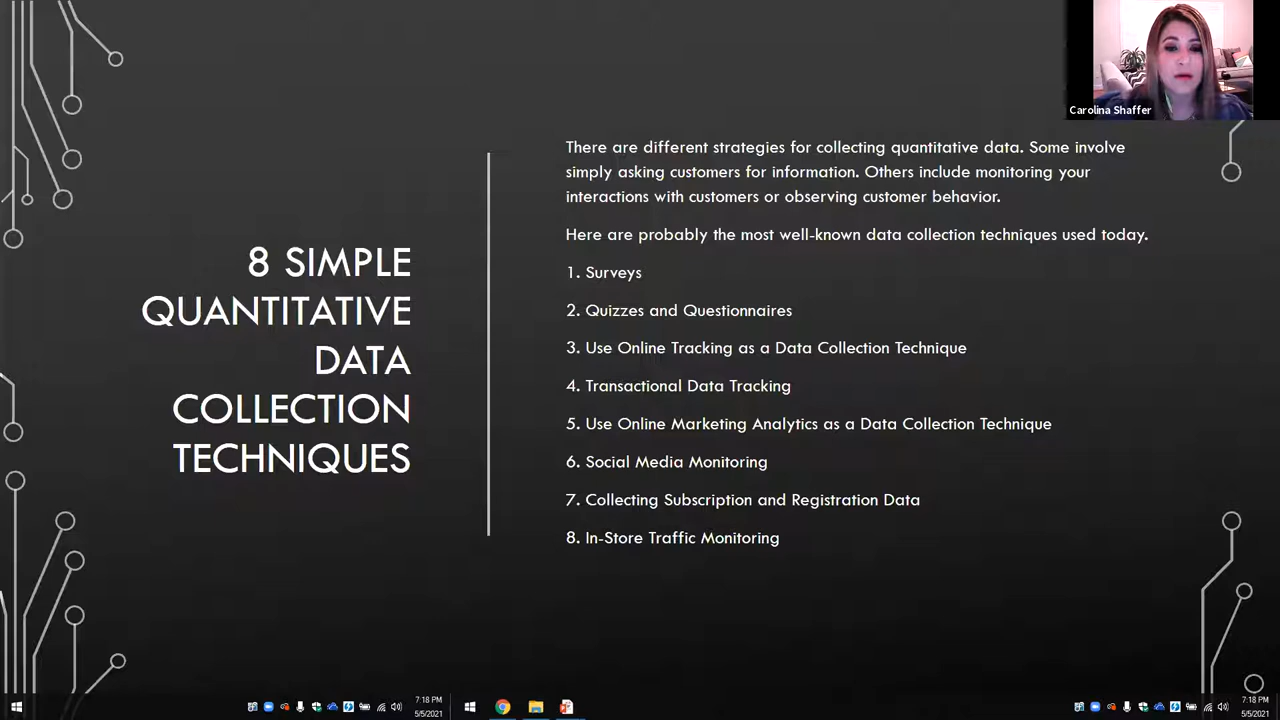 Carolina Shaffer
8 SIMPLE
QUANTITATIVE
DATA
COLLECTION
TECHNIQUES
There are different strategies for collecting quantitative data. Some involve
simply asking customers for information. Others include monitoring your
interactions with customers or observing customer behavior.
Here are probably the most well-known data collection techniques used today.
1. Surveys
2. Quizzes and Questionnaires
3. Use Online Tracking as a Data Collection Technique
4. Transactional Data Tracking
5. Use Online Marketing Analytics as a Data Collection Technique
6. Social Media Monitoring
7. Collecting Subscription and Registration Data
8. In-Store Traffic Monitoring
7:18 PM
5/5/2021
7:18 PM
5/5/2021